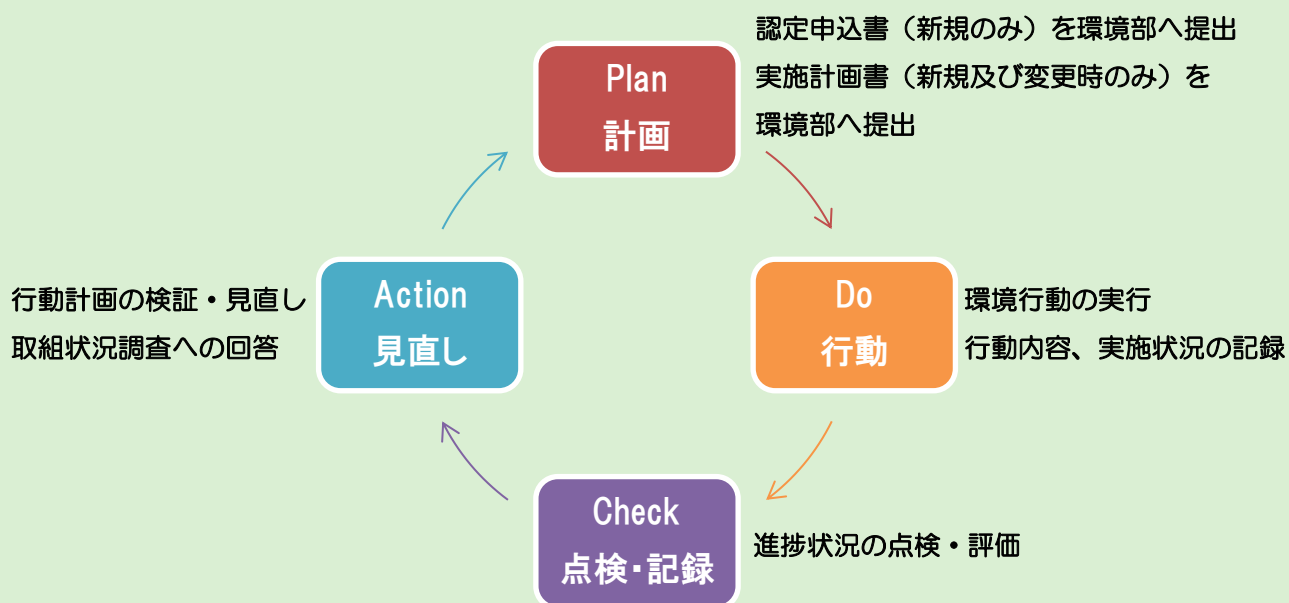 認定申込書（新規のみ）を環境部へ提出
実施計画書（新規及び変更時のみ）を
環境部へ提出
Plan
計画
Do
行動
環境行動の実行
行動内容、実施状況の記録
Check
点検・記録
進捗状況の点検・評価
Action
見直し
行動計画の検証・見直し
取組状況調査への回答